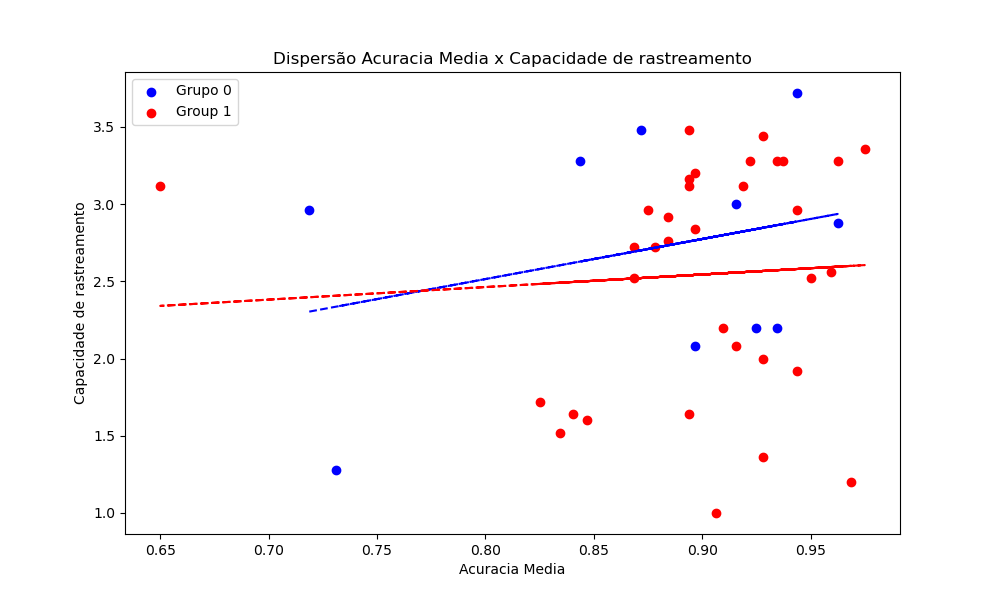 Dispersão Acuracia Media x Capacidade de rastreamento
Grupo 0
Group 1
Capacidade de rastreamento
3.5
3.0
2.5
2.0
1.5
1.0
0.65 0.70 0.75 0.80 0.85 0.90 0.95
Acuracia Media